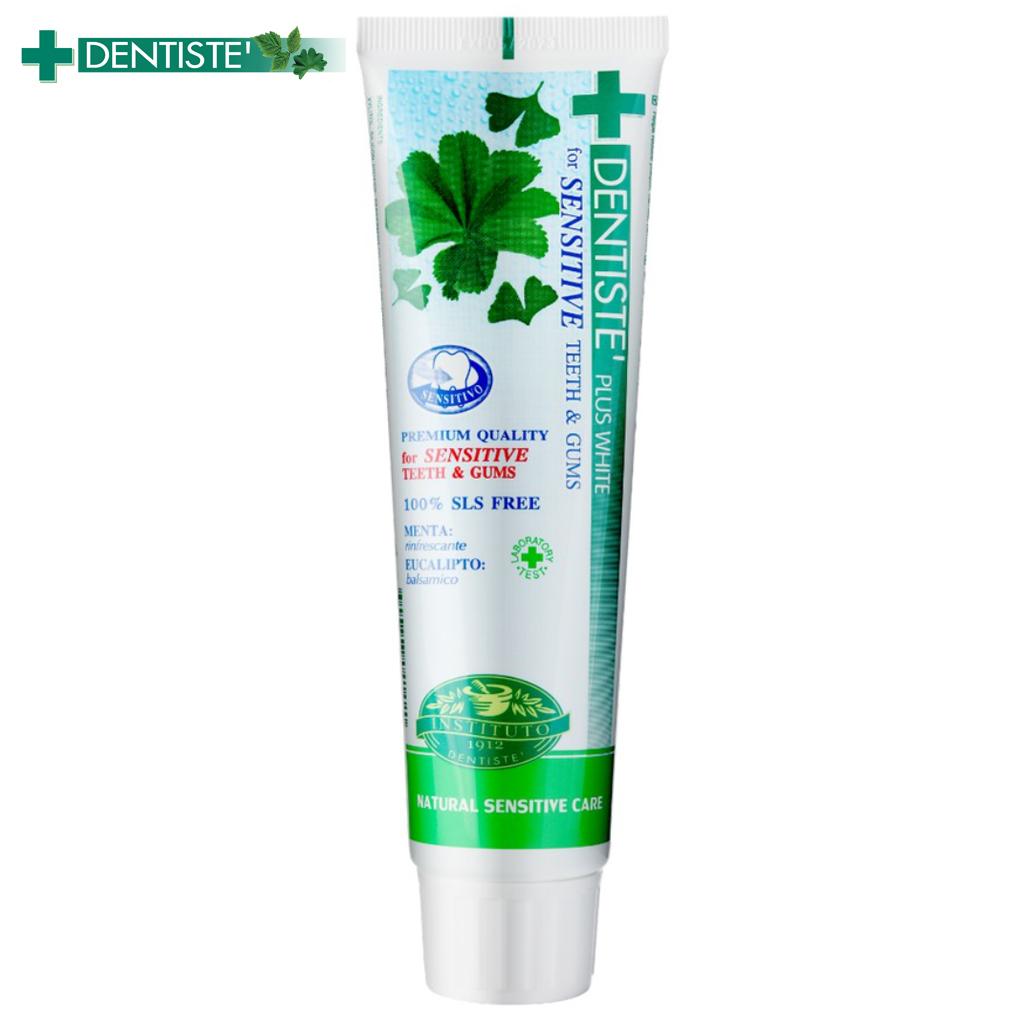 DENTISTE'
DENTISTE' PLUS WHITE
for SENSITIVE TEETH & GUMS
SENSITIVO
PREMIUM QUALITY
for SENSITIVE
TEETH & GUMS
100% SLS FREE
MENTA:
rinfrescante
EUCALIPTO:
balsamico
LABORATORY
TEST
INSTITUTO
1912
DENTISTE'
NATURAL SENSITIVE CARE
INGREDIENTS